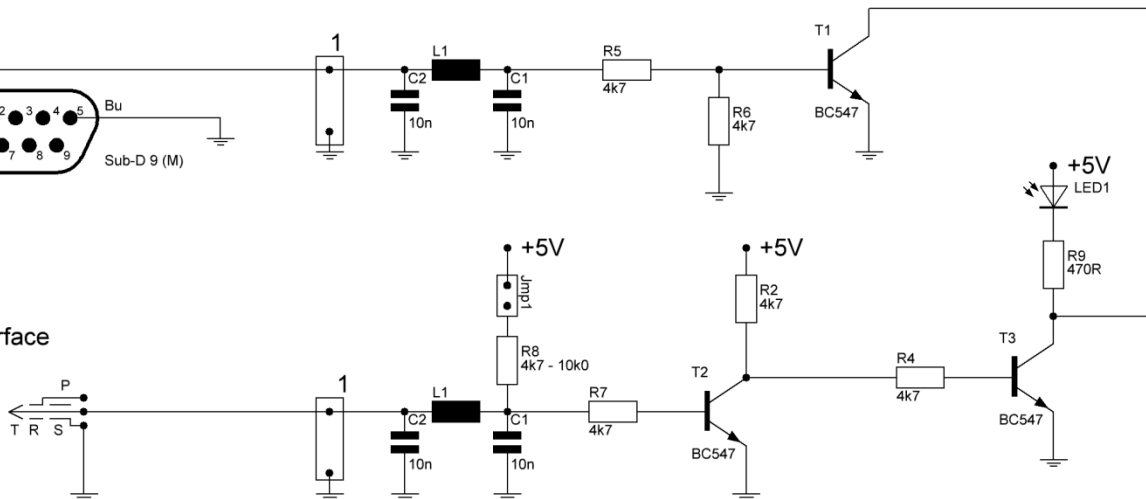 1
L1
C2
10n
C1
10n
R5
4k7
R6
4k7
T1
BC547
2 3 4 5
7 8 9
Bu
Sub-D 9 (M)
+5V
LED1
R9
470R
+5V
Jmp1
R8
4k7 - 10k0
+5V
R2
4k7
rface
P
T R S
1
L1
C2
10n
C1
10n
R7
4k7
T2
BC547
R4
4k7
T3
BC547